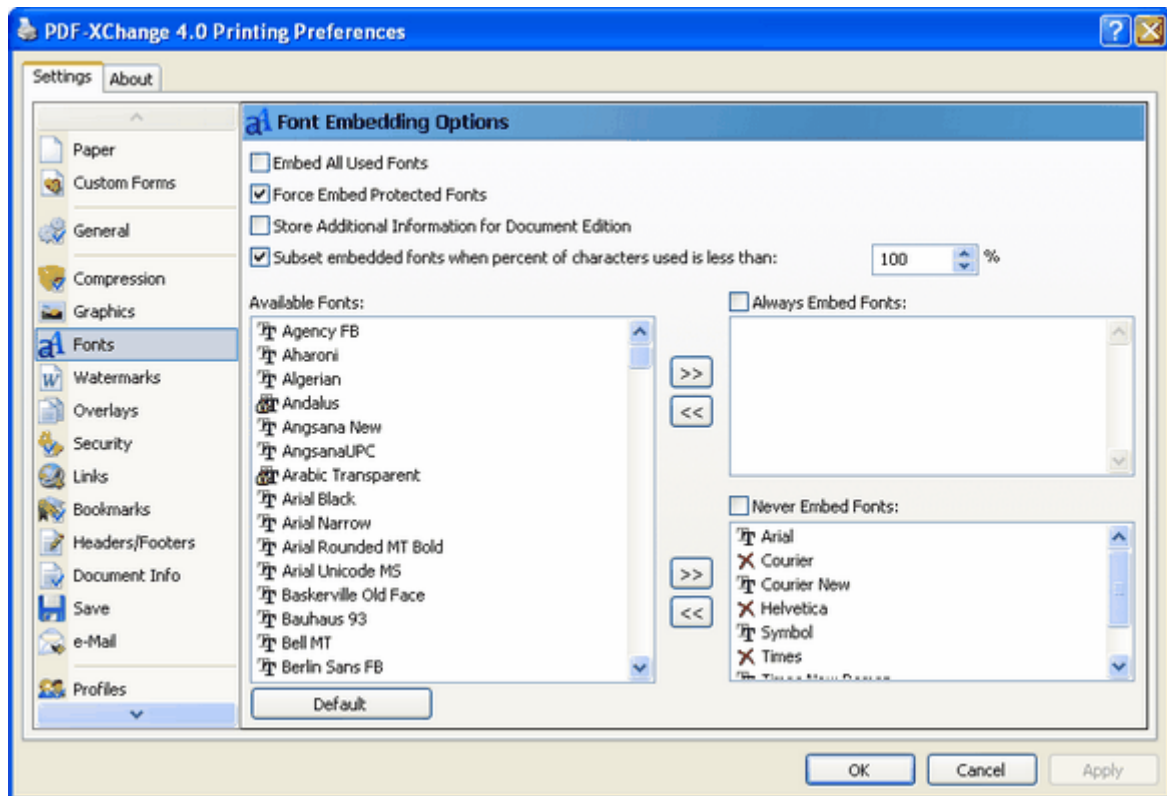 PDF-XChange 4.0 Printing Preferences
Settings
About
Paper
Custom Forms
General
Compression
Graphics
Fonts
Watermarks
Overlays
Security
Links
Bookmarks
Headers/Footers
Document Info
Save
e-Mail
Profiles
Font Embedding Options
Embed All Used Fonts
Force Embed Protected Fonts
Store Additional Information for Document Edition
Subset embedded fonts when percent of characters used is less than: 100 %
Available Fonts:
Agency FB
Aharoni
Algerian
Andalus
Angsana New
AngsanaUPC
Arabic Transparent
Arial Black
Arial Narrow
Arial Rounded MT Bold
Arial Unicode MS
Baskerville Old Face
Bauhaus 93
Bell MT
Berlin Sans FB
Default
>>
<<
Always Embed Fonts:
>>
<<
Never Embed Fonts:
Arial
Courier
Courier New
Helvetica
Symbol
Times
Times New Roman
OK
Cancel
Apply